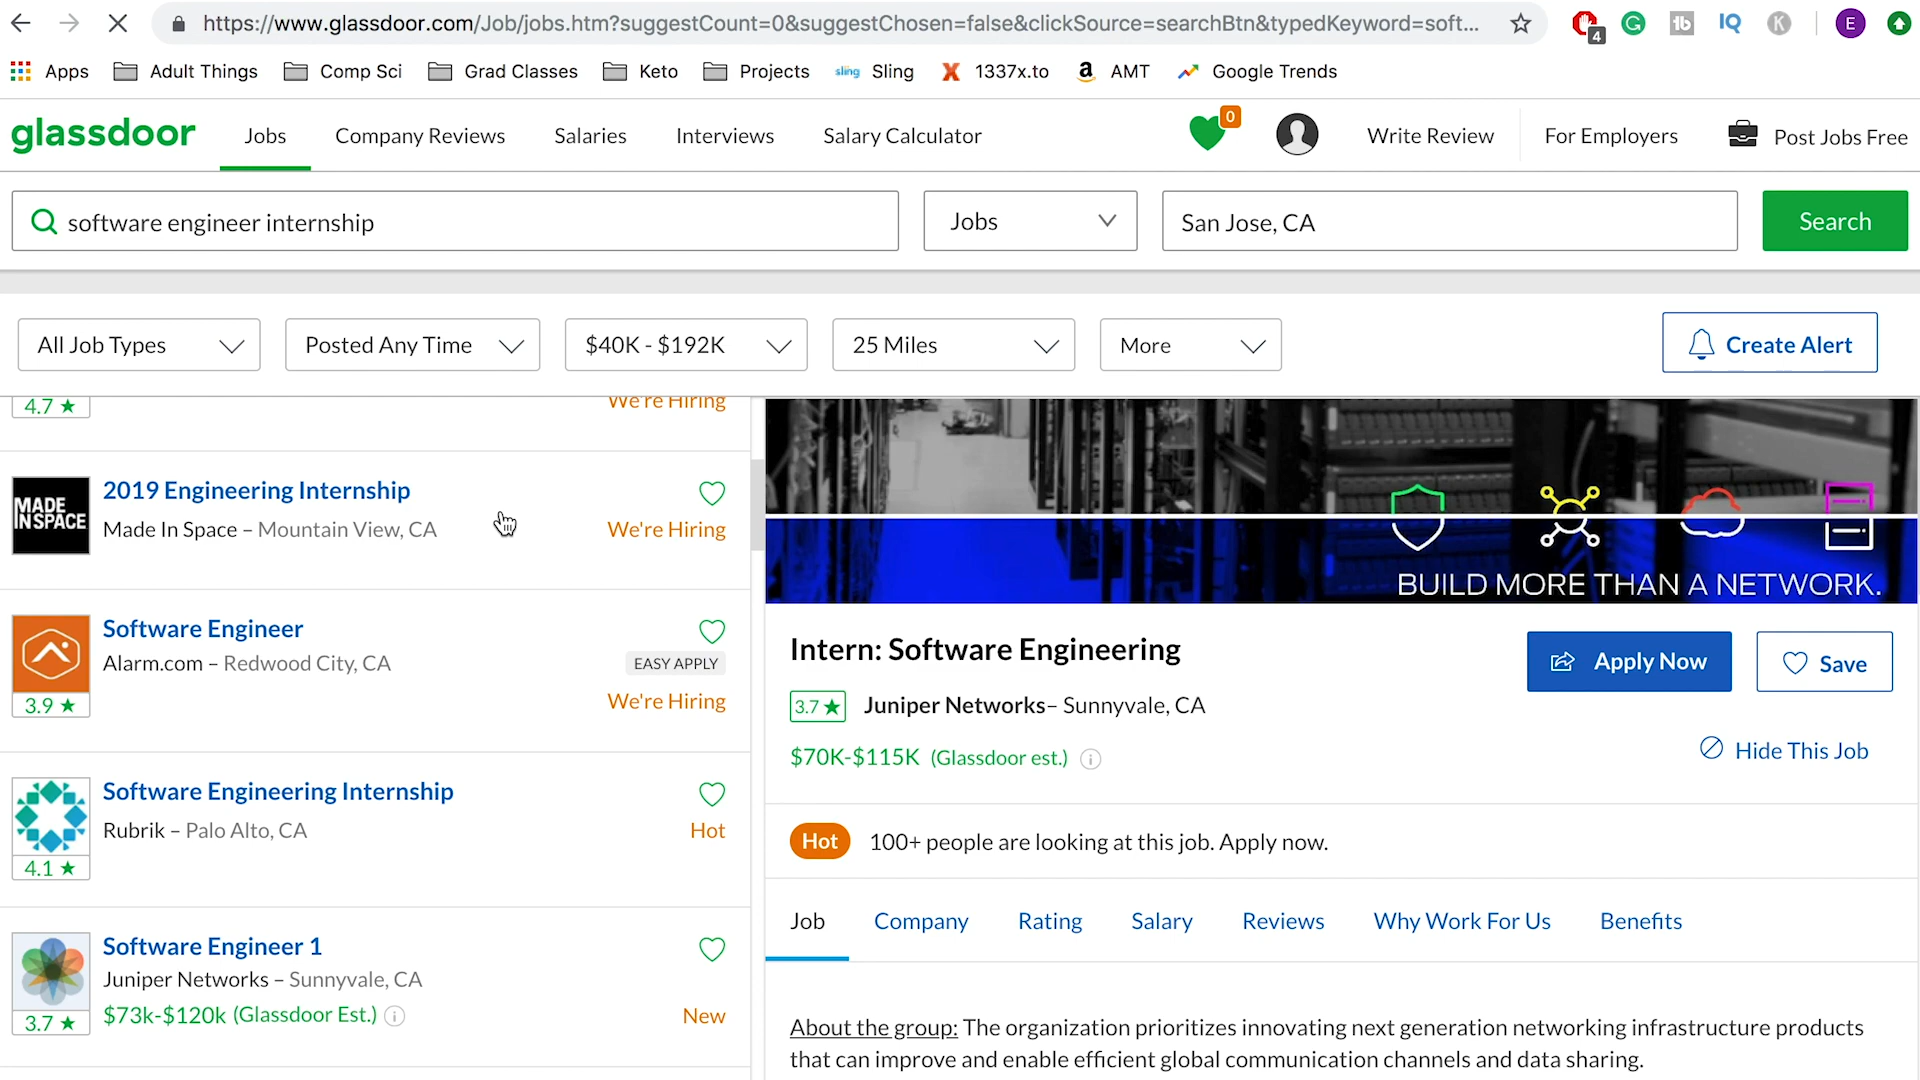 https://www.glassdoor.com/Job/jobs.htm?suggestCount=0&suggestChosen=false&clickSource=searchBtn&typedKeyword=soft...
4
G
tb
IQ
K
E
Apps
Adult Things
Comp Sci
Grad Classes
Keto
Projects
sling
Sling
X
1337x.to
a
AMT
Google Trends
glassdoor
Jobs
Company Reviews
Salaries
Interviews
Salary Calculator
0
Write Review
For Employers
Post Jobs Free
software engineer internship
Jobs
San Jose, CA
Search
All Job Types
Posted Any Time
$40K - $192K
25 Miles
More
Create Alert
4.7 ★
We're Hiring
MADE
INSPACE
2019 Engineering Internship
Made In Space – Mountain View, CA
We're Hiring
Software Engineer
Alarm.com – Redwood City, CA
EASY APPLY
We're Hiring
3.9 ★
Software Engineering Internship
Rubrik – Palo Alto, CA
Hot
4.1 ★
Software Engineer 1
Juniper Networks – Sunnyvale, CA
$73k-$120k (Glassdoor Est.) i
New
3.7 ★
BUILD MORE THAN A NETWORK.
Intern: Software Engineering
Apply Now
Save
3.7 ★ Juniper Networks– Sunnyvale, CA
$70K-$115K (Glassdoor est.) i
Hide This Job
Hot 100+ people are looking at this job. Apply now.
Job
Company
Rating
Salary
Reviews
Why Work For Us
Benefits
About the group: The organization prioritizes innovating next generation networking infrastructure products
that can improve and enable efficient global communication channels and data sharing.